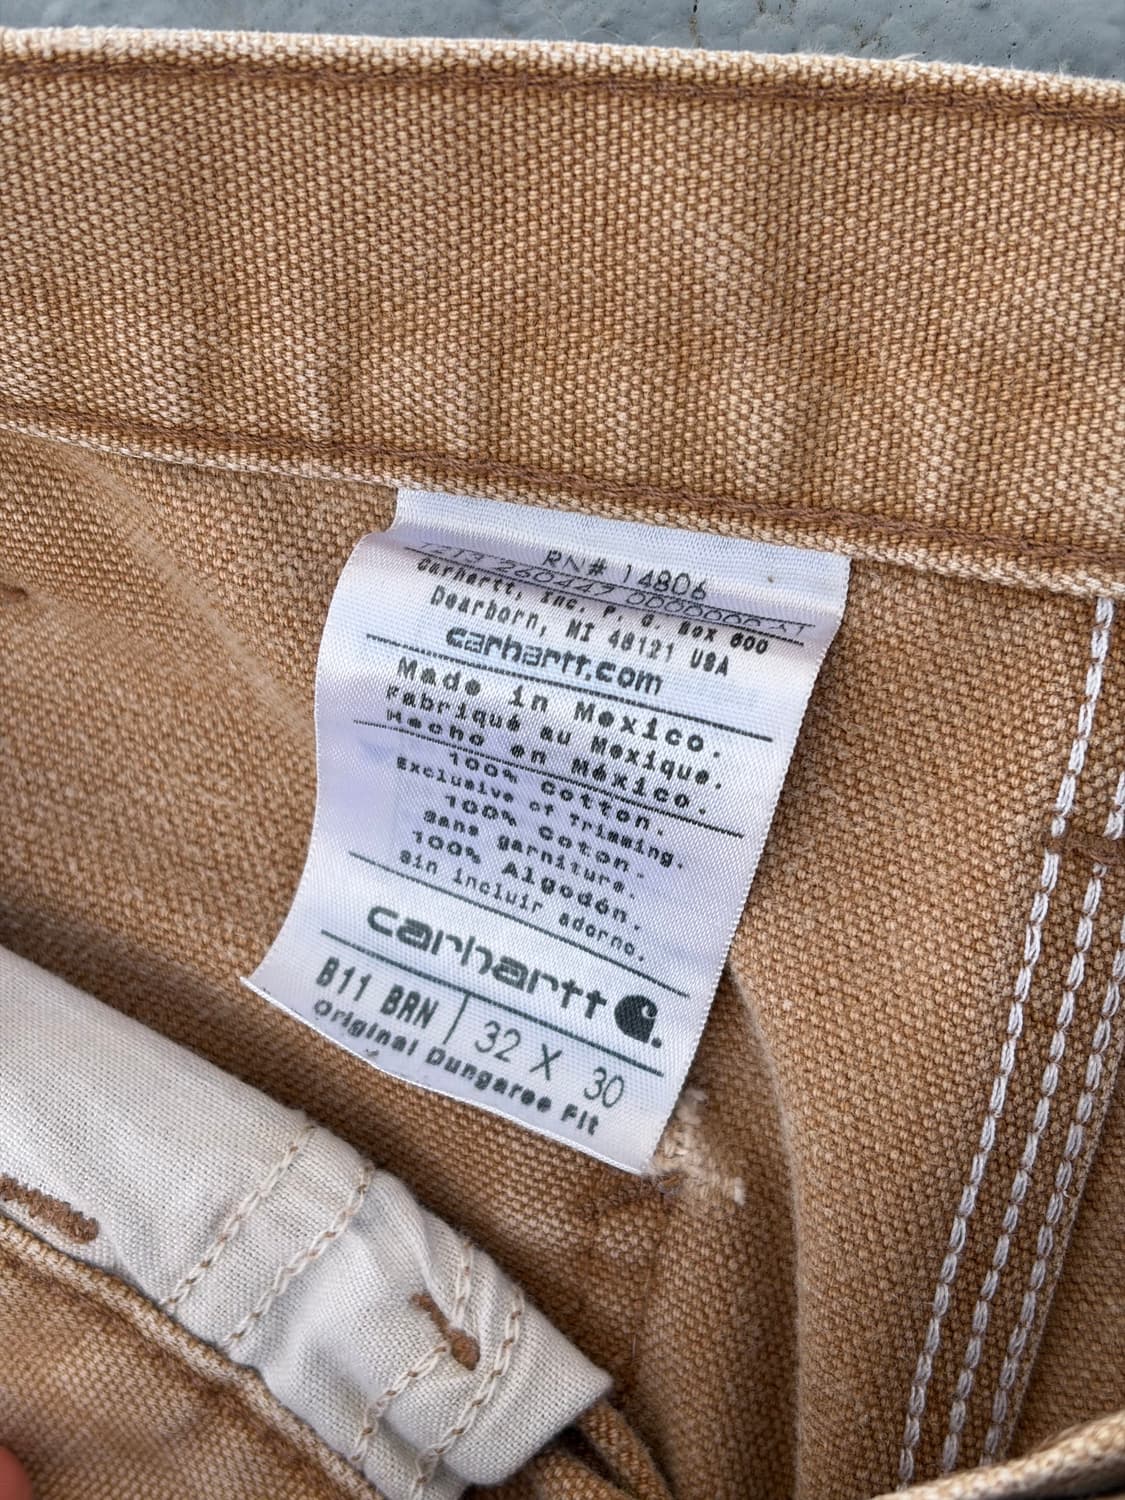 RN# 14806
Carhartt, Inc. P. O. Box 600
Dearborn, MI 48121 USA
carhartt.com
Made in Mexico.
Fabriqué au Mexique.
Hecho en México.
100% Cotton.
Exclusive of Trimming.
100% Coton.
Sans garniture.
100% Algodón.
Sin incluir adorno.
carhartt
B11 BRN | 32 X 30
Original Dungaree Fit